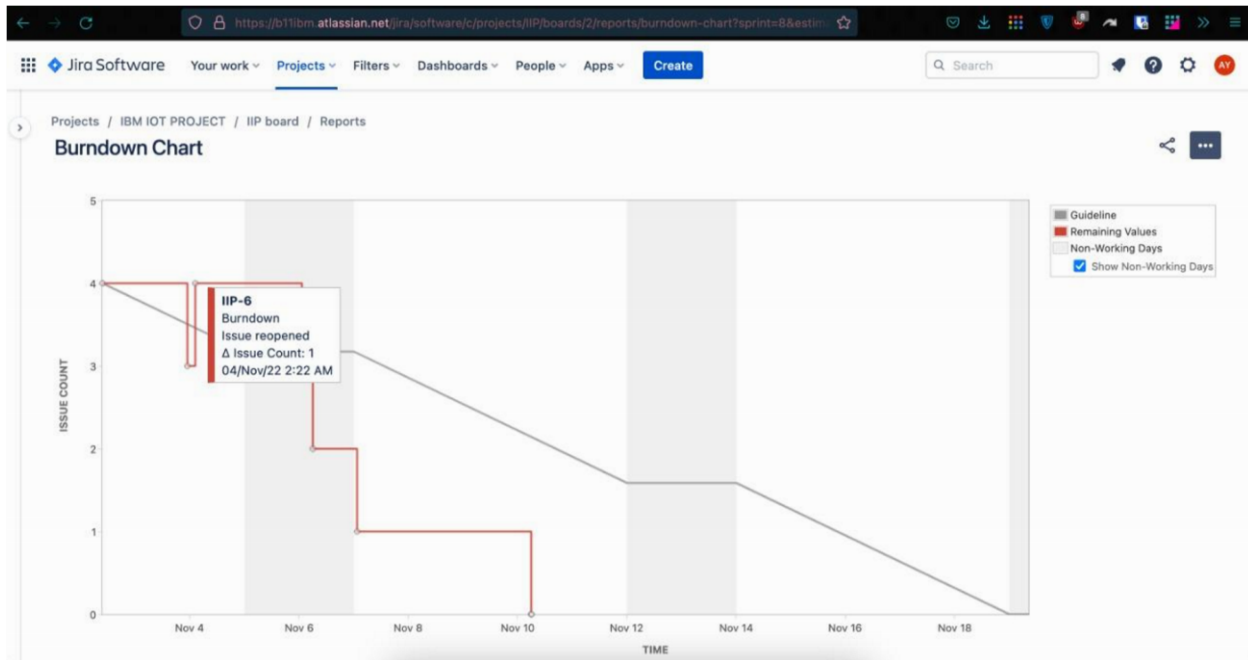 https://b11ibm.atlassian.net/jira/software/c/projects/IIP/boards/2/reports/burndown-chart?sprint=8&estim
Jira Software Your work Projects Filters Dashboards People Apps Create Search AY
Projects / IBM IOT PROJECT / IIP board / Reports
Burndown Chart
Guideline
Remaining Values
Non-Working Days
Show Non-Working Days
ISSUE COUNT
5
4
3
2
1
0
IIP-6
Burndown
Issue reopened
Δ Issue Count: 1
04/Nov/22 2:22 AM
Nov 4 Nov 6 Nov 8 Nov 10 Nov 12 Nov 14 Nov 16 Nov 18
TIME